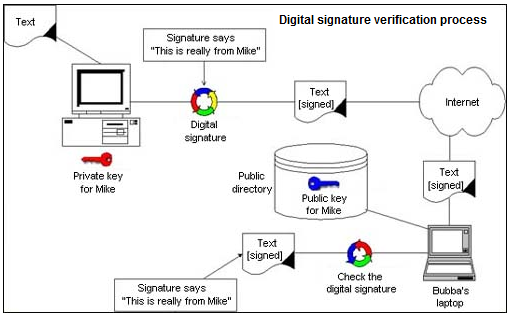 Digital signature verification process
Text
Signature says
"This is really from Mike"
Digital
signature
Text
[signed]
Internet
Private key
for Mike
Public
directory
Public key
for Mike
Text
[signed]
Text
[signed]
Check the
digital signature
Bubba's
laptop
Signature says
"This is really from Mike"